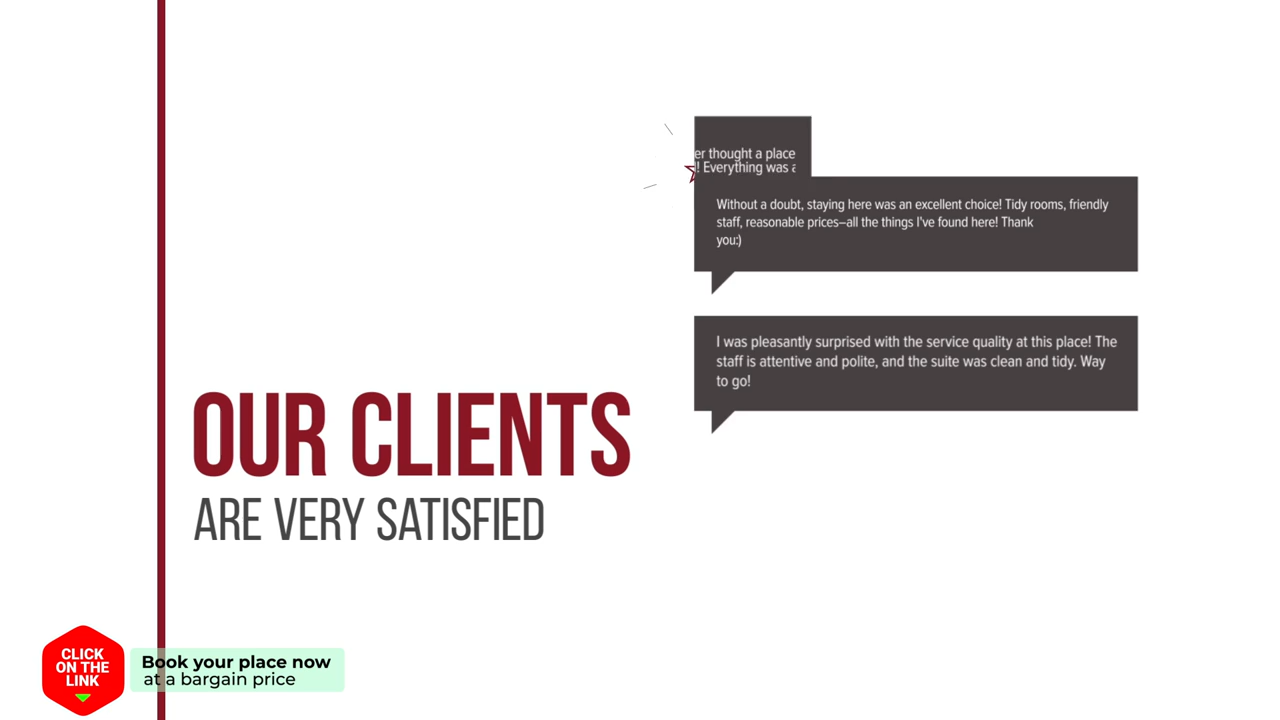 OUR CLIENTS
ARE VERY SATISFIED
thought a place
! Everything was
Without a doubt, staying here was an excellent choice! Tidy rooms, friendly
staff, reasonable prices–all the things I've found here! Thank
you:)
I was pleasantly surprised with the service quality at this place! The
staff is attentive and polite, and the suite was clean and tidy. Way
to go!
CLICK
ON THE
LINK
Book your place now
at a bargain price